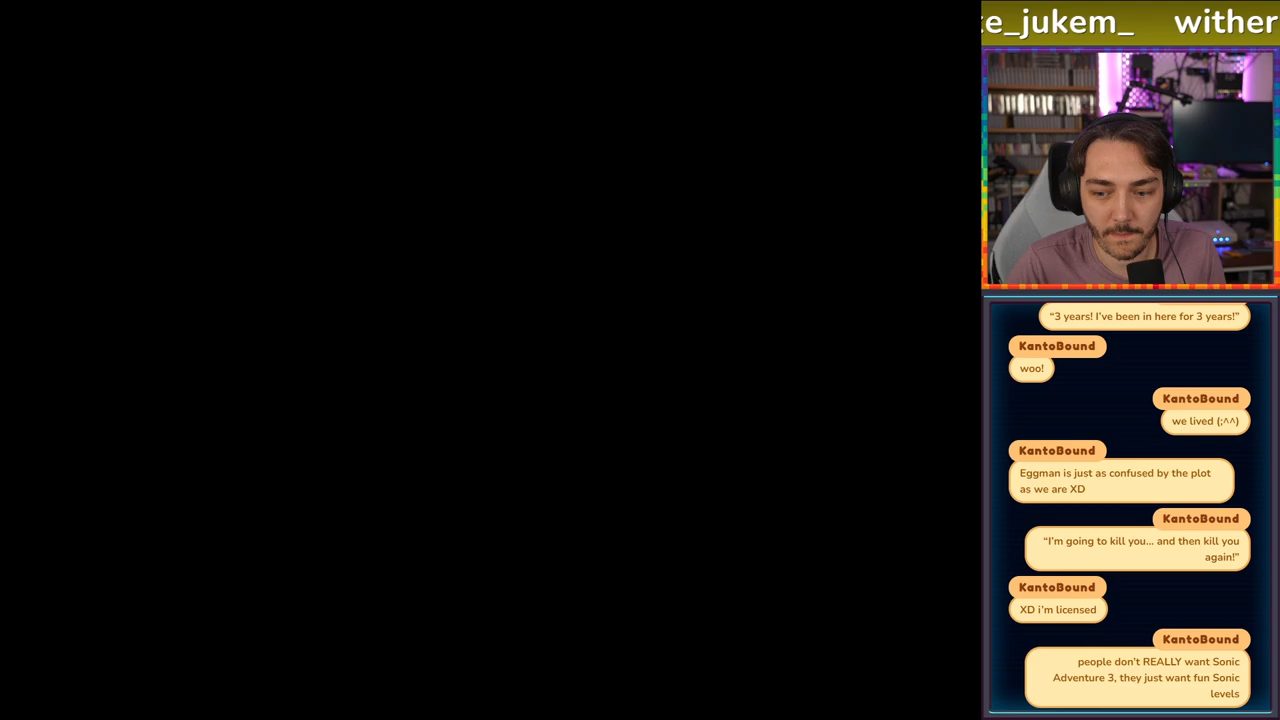 e_jukem_ wither
“3 years! I’ve been in here for 3 years!”
KantoBound
woo!
KantoBound
we lived (;^^)
KantoBound
Eggman is just as confused by the plot
as we are XD
KantoBound
“I’m going to kill you... and then kill you
again!”
KantoBound
XD i’m licensed
KantoBound
people don’t REALLY want Sonic
Adventure 3, they just want fun Sonic
levels